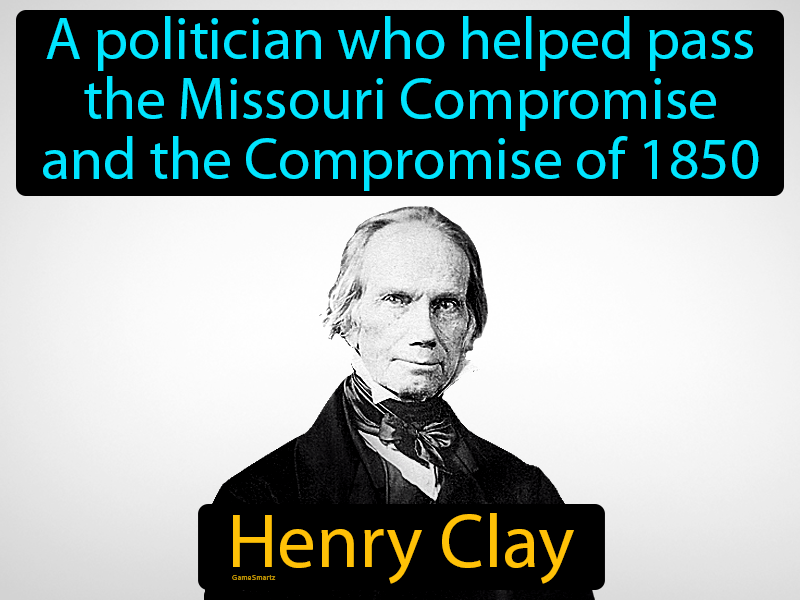 A politician who helped pass
the Missouri Compromise
and the Compromise of 1850
Henry Clay
GameSmartz